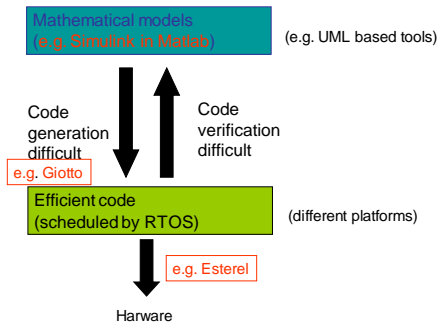 Mathematical models
(e.g. Simulink in Matlab)
(e.g. UML based tools)
Code
generation
difficult
Code
verification
difficult
e.g. Giotto
Efficient code
(scheduled by RTOS)
(different platforms)
e.g. Esterel
Harware